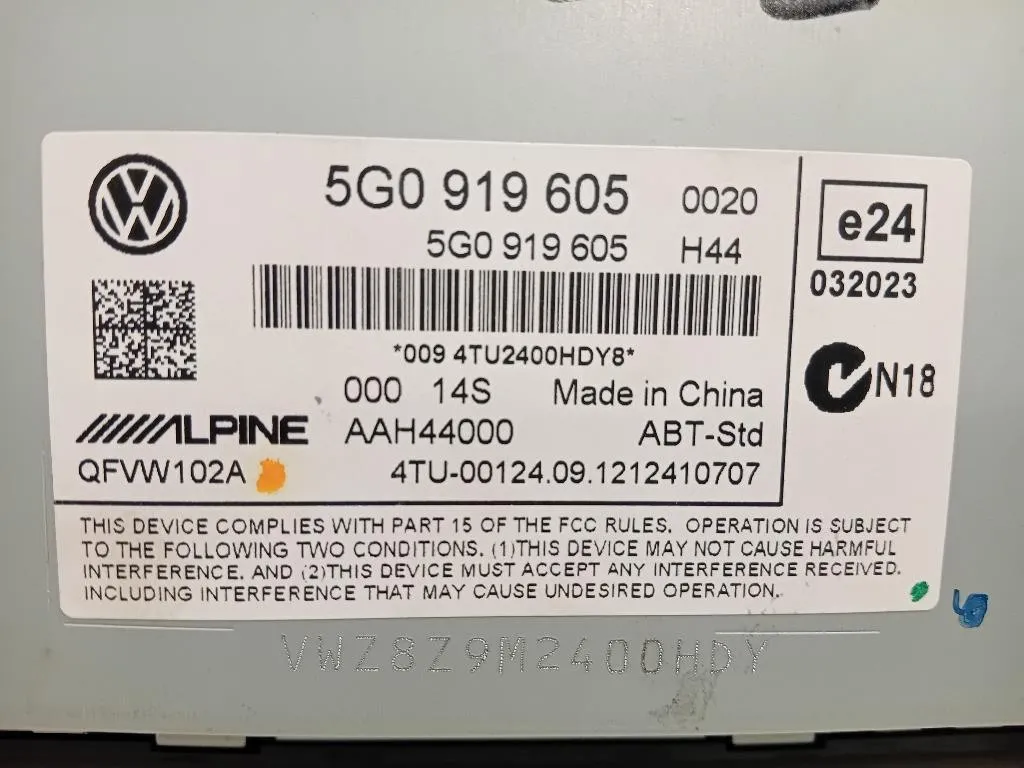 5G0 919 605 0020
5G0 919 605 H44
*009 4TU2400HDY8*
000 14S Made in China
ALPINE AAH44000 ABT-Std
QFVW102A 4TU-00124.09.1212410707
e24
032023
N18
THIS DEVICE COMPLIES WITH PART 15 OF THE FCC RULES. OPERATION IS SUBJECT
TO THE FOLLOWING TWO CONDITIONS. (1)THIS DEVICE MAY NOT CAUSE HARMFUL
INTERFERENCE. AND (2)THIS DEVICE MUST ACCEPT ANY INTERFERENCE RECEIVED.
INCLUDING INTERFERENCE THAT MAY CAUSE UNDESIRED OPERATION.
VWZ8Z9M2400HDY